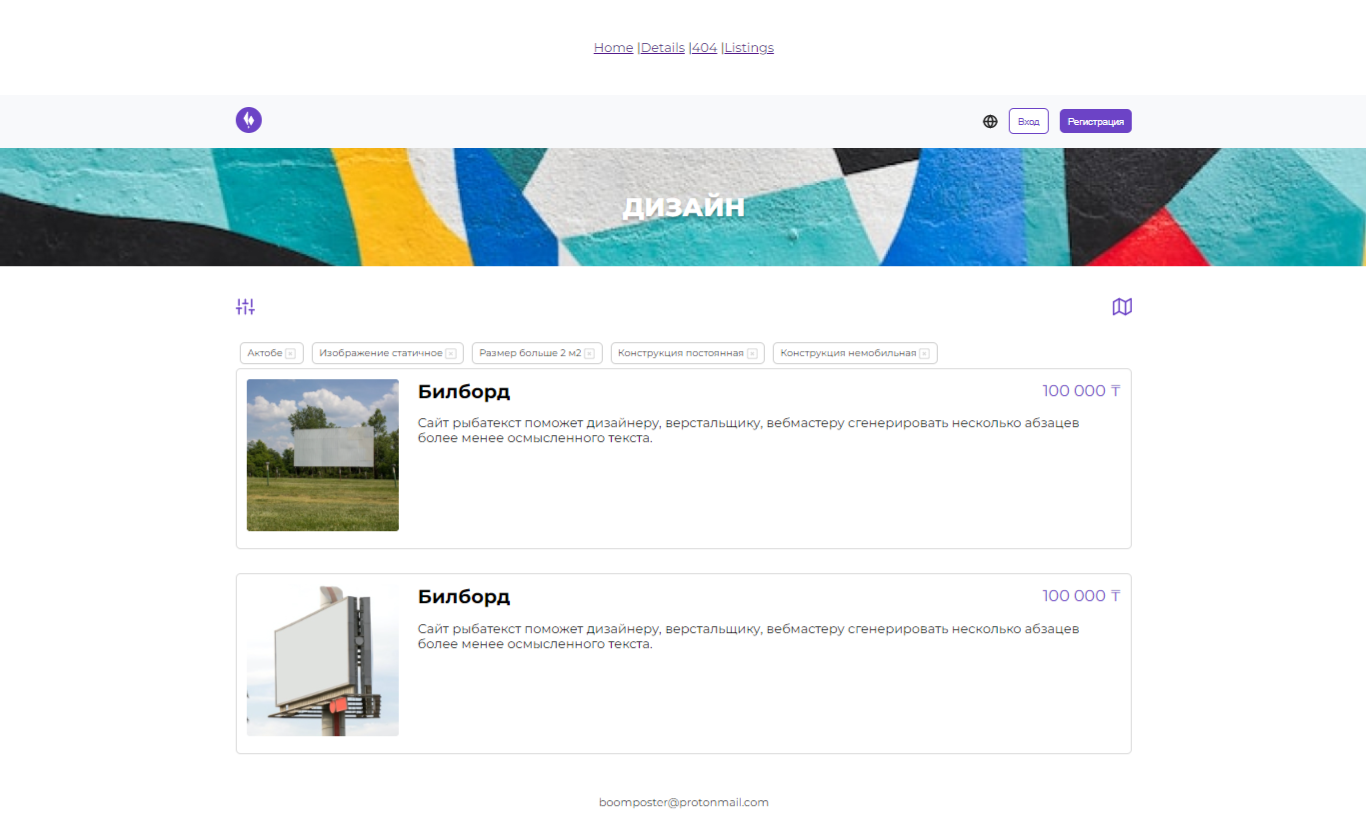 Home |Details |404 |Listings
Вход
Регистрация
ДИЗАЙН
Актобе
Изображение статичное
Размер больше 2 м2
Конструкция постоянная
Конструкция немобильная
Билборд
100 000 ₸
Сайт рыбатекст поможет дизайнеру, верстальщику, вебмастеру сгенерировать несколько абзацев
более менее осмысленного текста.
Билборд
100 000 ₸
Сайт рыбатекст поможет дизайнеру, верстальщику, вебмастеру сгенерировать несколько абзацев
более менее осмысленного текста.
boomposter@protonmail.com